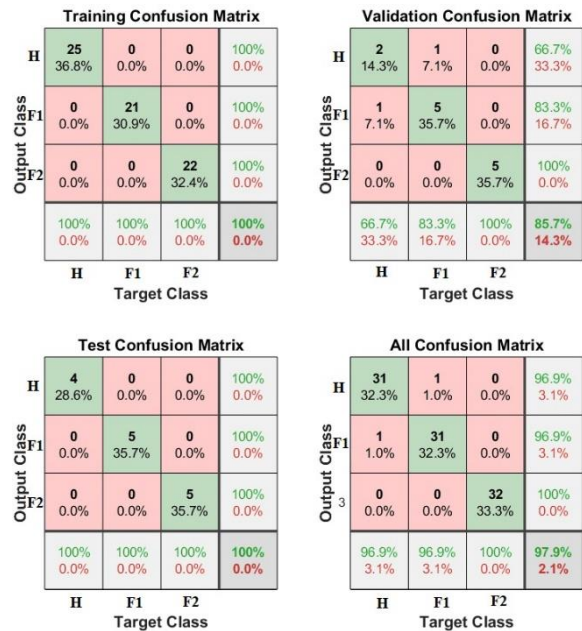 Training Confusion Matrix
H 25 0 0 100%
36.8% 0.0% 0.0% 0.0%
F1 0 21 0 100%
0.0% 30.9% 0.0% 0.0%
F2 0 0 22 100%
0.0% 0.0% 32.4% 0.0%
100% 100% 100% 100%
0.0% 0.0% 0.0% 0.0%
H F1 F2
Target Class
Output Class
Validation Confusion Matrix
H 2 1 0 66.7%
14.3% 7.1% 0.0% 33.3%
F1 1 5 0 83.3%
7.1% 35.7% 0.0% 16.7%
F2 0 0 5 100%
0.0% 0.0% 35.7% 0.0%
66.7% 83.3% 100% 85.7%
33.3% 16.7% 0.0% 14.3%
H F1 F2
Target Class
Output Class
Test Confusion Matrix
H 4 0 0 100%
28.6% 0.0% 0.0% 0.0%
F1 0 5 0 100%
0.0% 35.7% 0.0% 0.0%
F2 0 0 5 100%
0.0% 0.0% 35.7% 0.0%
100% 100% 100% 100%
0.0% 0.0% 0.0% 0.0%
H F1 F2
Target Class
Output Class
All Confusion Matrix
H 31 1 0 96.9%
32.3% 1.0% 0.0% 3.1%
F1 1 31 0 96.9%
1.0% 32.3% 0.0% 3.1%
3 0 0 32 100%
0.0% 0.0% 33.3% 0.0%
96.9% 96.9% 100% 97.9%
3.1% 3.1% 0.0% 2.1%
H F1 F2
Target Class
Output Class